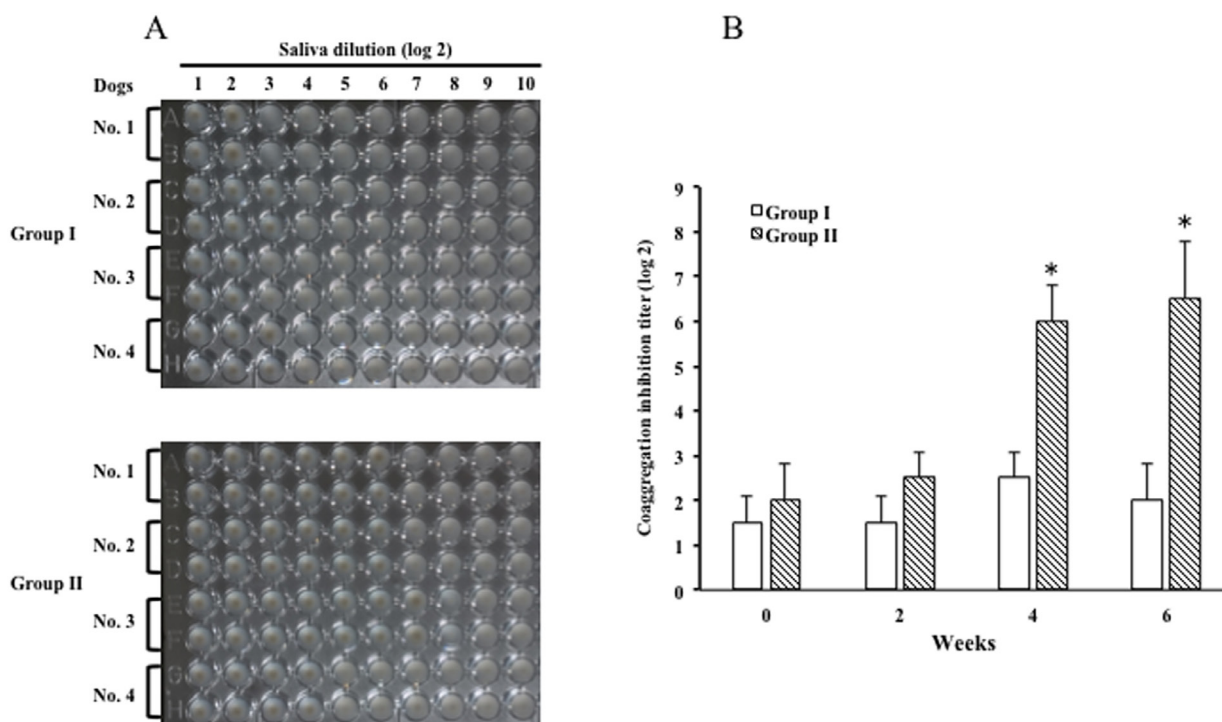 A
Saliva dilution (log 2)
Dogs 1 2 3 4 5 6 7 8 9 10
Group I
No. 1
No. 2
No. 3
No. 4
A
B
C
D
E
F
G
H
Group II
No. 1
No. 2
No. 3
No. 4
A
B
C
D
E
F
G
H
B
Coaggregation inhibition titer (log 2)
9
8
7
6
5
4
3
2
1
0
Group I
Group II
*
*
0 2 4 6
Weeks